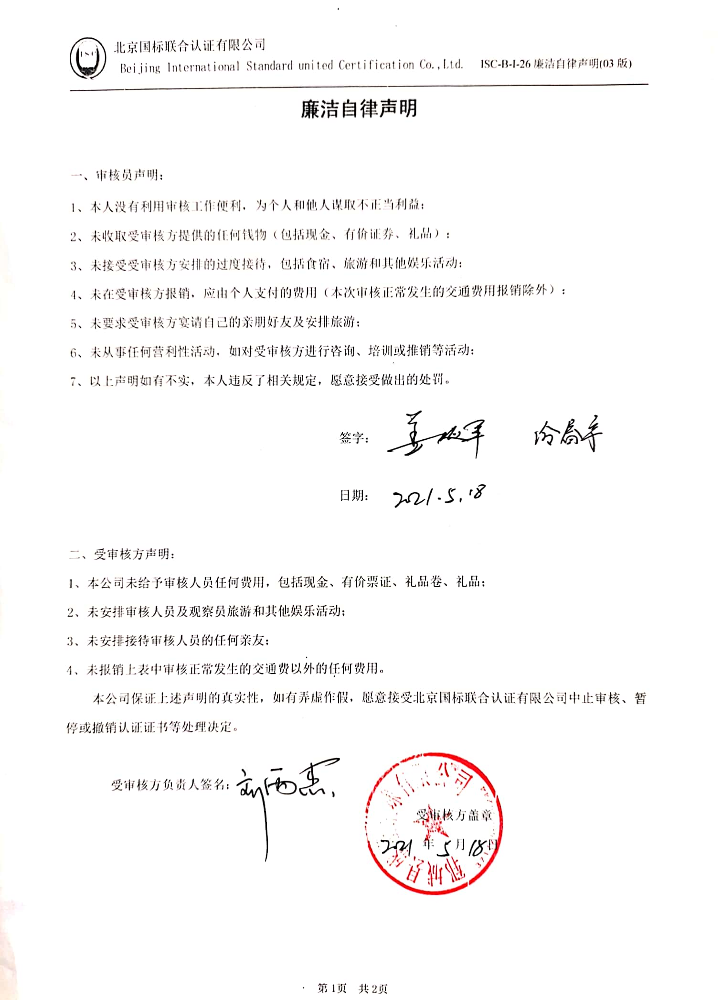 ISC
北京国标联合认证有限公司
Beijing International Standard united Certification Co.,Ltd. ISC-B-I-26 廉洁自律声明(03 版)
廉洁自律声明
一、审核员声明:
1、本人没有利用审核工作便利，为个人和他人谋取不正当利益;
2、未收取受审核方提供的任何钱物（包括现金、有价证券、礼品）;
3、未接受受审核方安排的过度接待，包括食宿、旅游和其他娱乐活动;
4、未在受审核方报销，应由个人支付的费用（本次审核正常发生的交通费用报销除外）;
5、未要求受审核方宴请自己的亲朋好友及安排旅游;
6、未从事任何营利性活动，如对受审核方进行咨询、培训或推销等活动;
7、以上声明如有不实，本人违反了相关规定，愿意接受做出的处罚。
签字: 姜 军
日期: 2021.5.18
二、受审核方声明:
1、本公司未给予审核人员任何费用，包括现金、有价票证、礼品卷、礼品;
2、未安排审核人员及观察员旅游和其他娱乐活动;
3、未安排接待审核人员的任何亲友;
4、未报销上表中审核正常发生的交通费以外的任何费用。
本公司保证上述声明的真实性，如有弄虚作假，愿意接受北京国标联合认证有限公司中止审核、暂
停或撤销认证证书等处理决定。
受审核方负责人签名: 刘西杰
受审核方盖章
2021 年 5 月 18 日
郓城县 有限公司
第 1页 共 2页